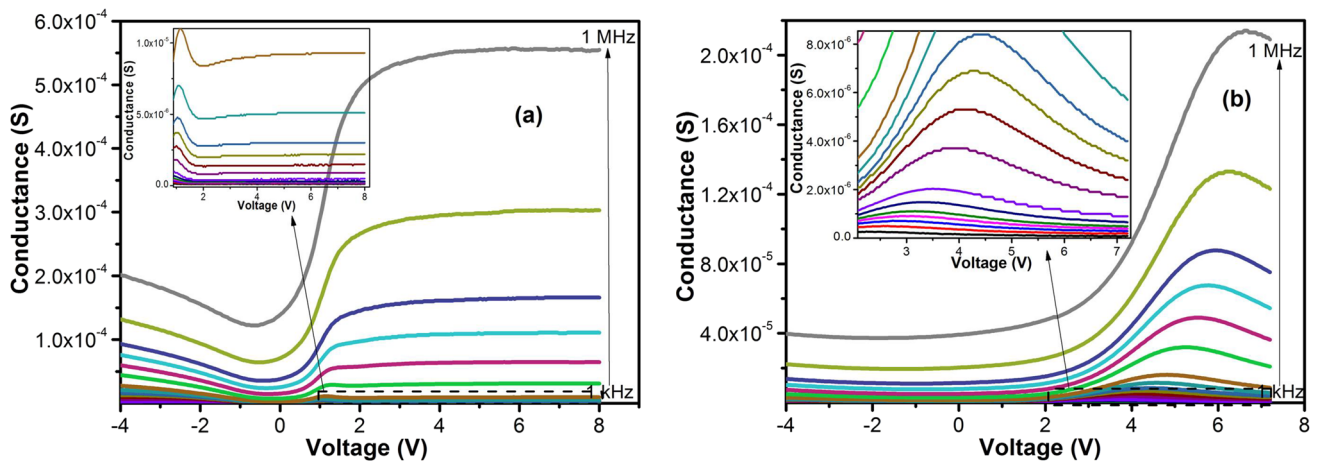 6.0x10⁻⁴
5.0x10⁻⁴
4.0x10⁻⁴
3.0x10⁻⁴
2.0x10⁻⁴
1.0x10⁻⁴
0.0
Conductance (S)
-4 -2 0 2 4 6 8
Voltage (V)
1.0x10⁻⁵
5.0x10⁻⁶
0.0
Conductance (S)
2 4 6 8
Voltage (V)
1 MHz
(a)
1 kHz
2.0x10⁻⁴
1.6x10⁻⁴
1.2x10⁻⁴
8.0x10⁻⁵
4.0x10⁻⁵
Conductance (S)
-4 -2 0 2 4 6 8
Voltage (V)
8.0x10⁻⁶
6.0x10⁻⁶
4.0x10⁻⁶
2.0x10⁻⁶
0.0
Conductance (S)
3 4 5 6 7
Voltage (V)
1 MHz
(b)
1 kHz